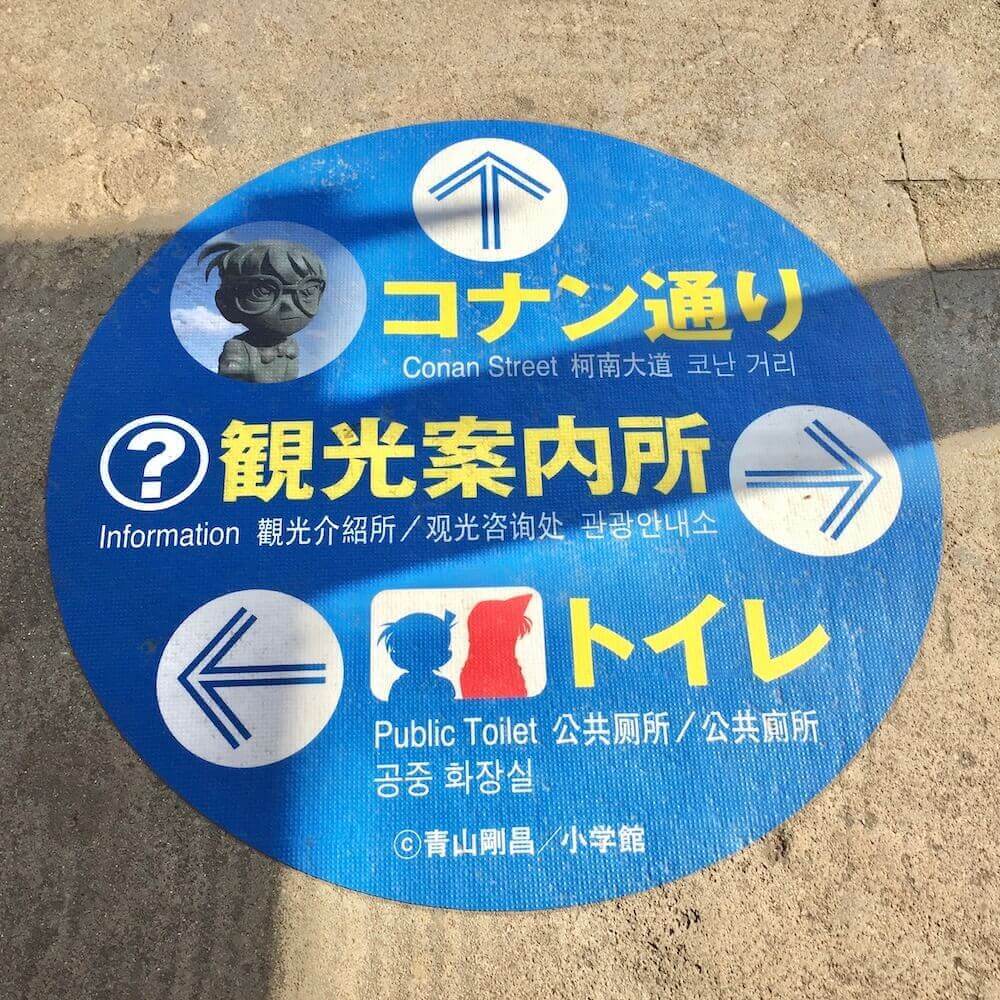 コナン通り
Conan Street 柯南大道 코난 거리
? 観光案内所
Information 觀光介紹所／观光咨询处 관광안내소
トイレ
Public Toilet 公共厕所／公共廁所
공중 화장실
©青山剛昌／小学館